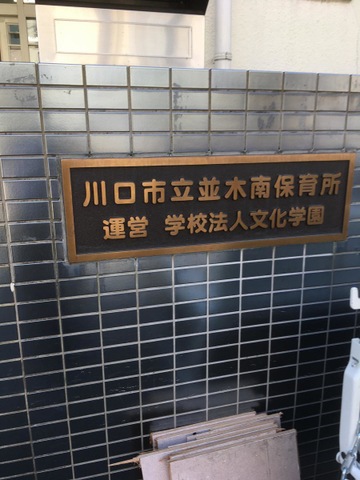 川口市立並木南保育所
運営 学校法人文化学園